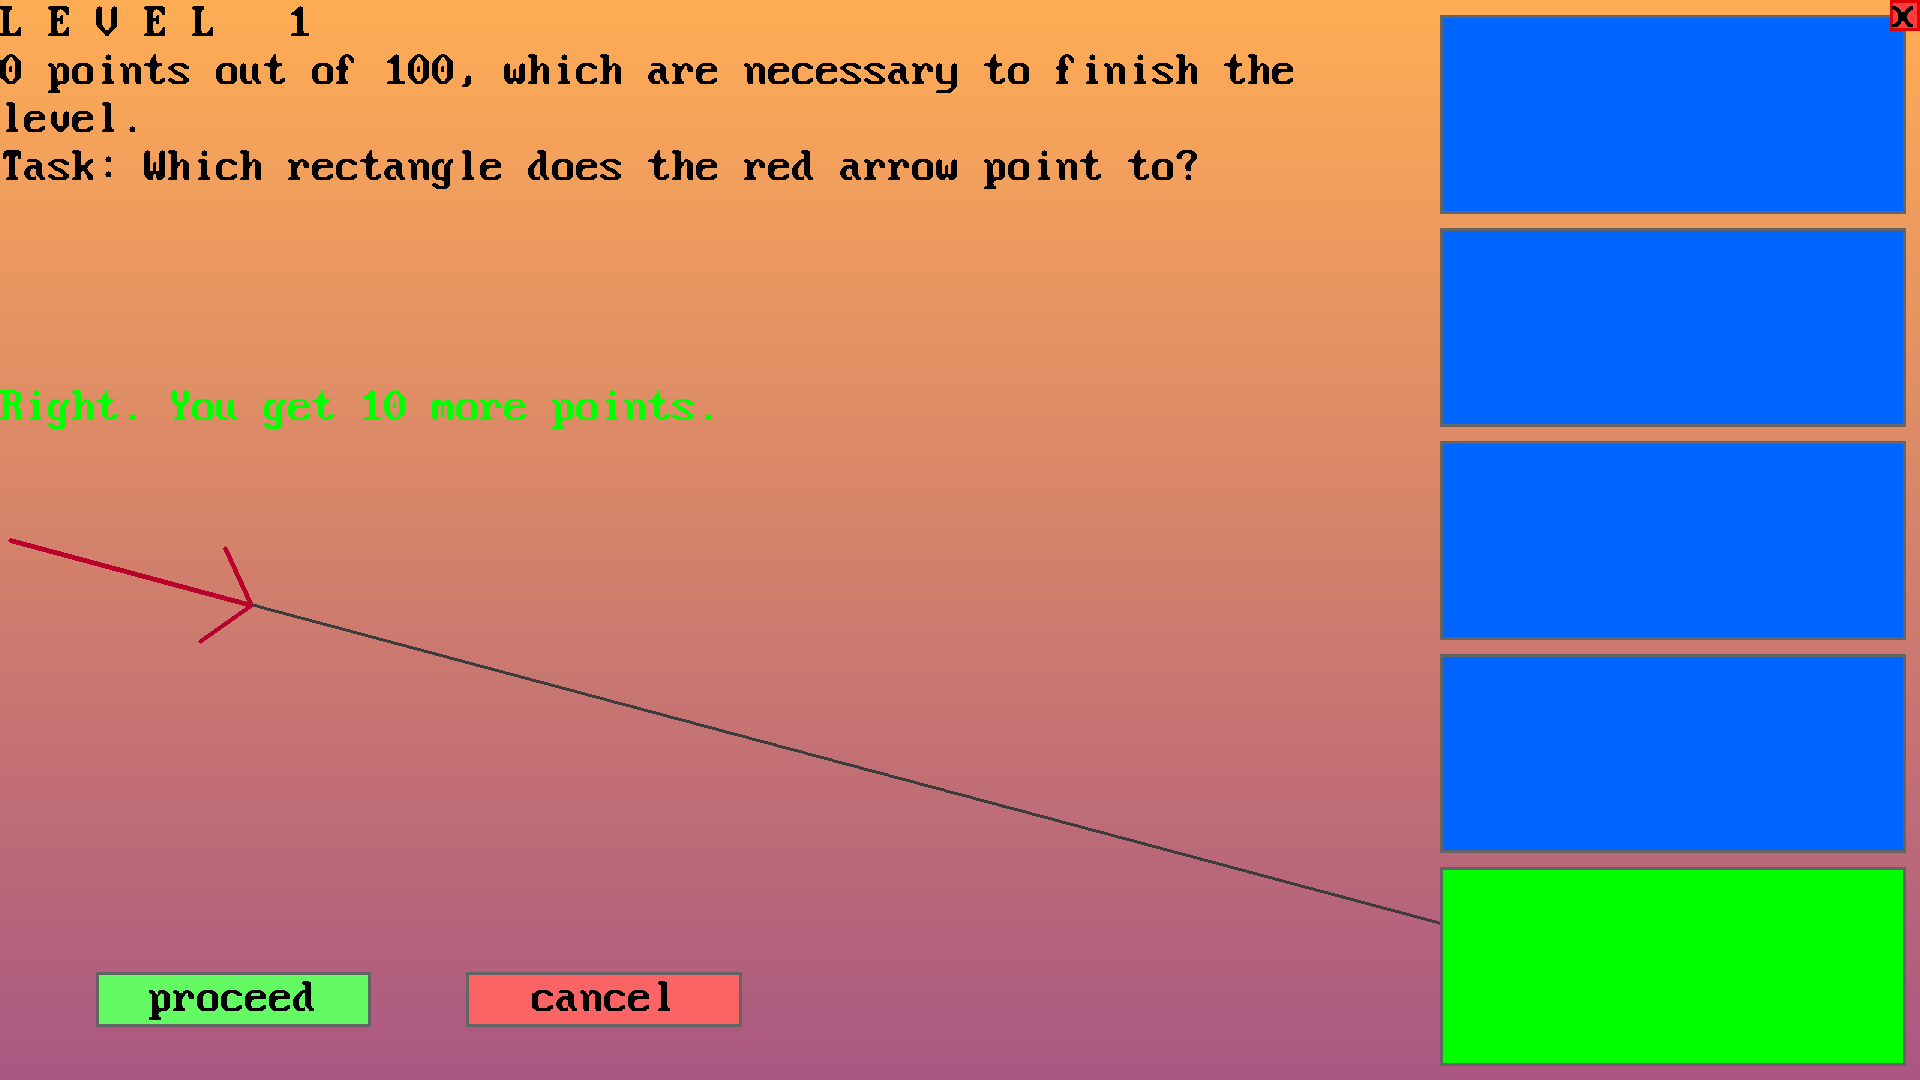 L E V E L  1
0 points out of 100, which are necessary to finish the
level.
Task: Which rectangle does the red arrow point to?
Right. You get 10 more points.
proceed
cancel
X